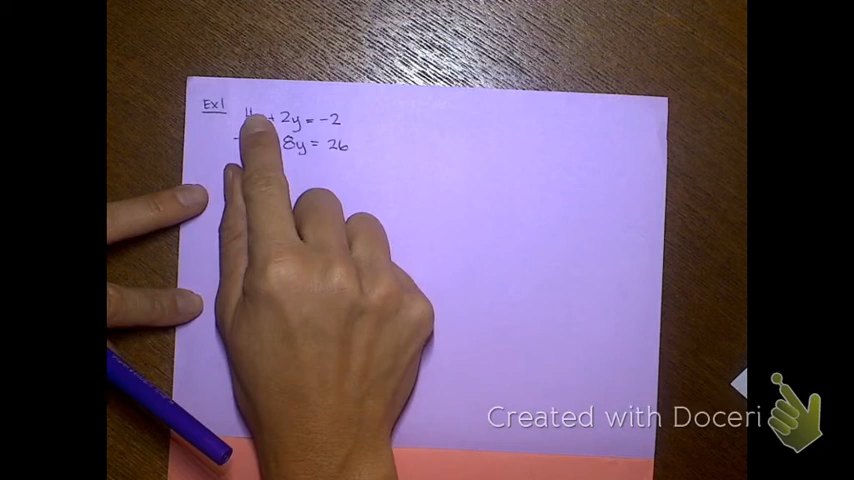 Ex1
+ 2y = -2
8y = 26
Created with Doceri